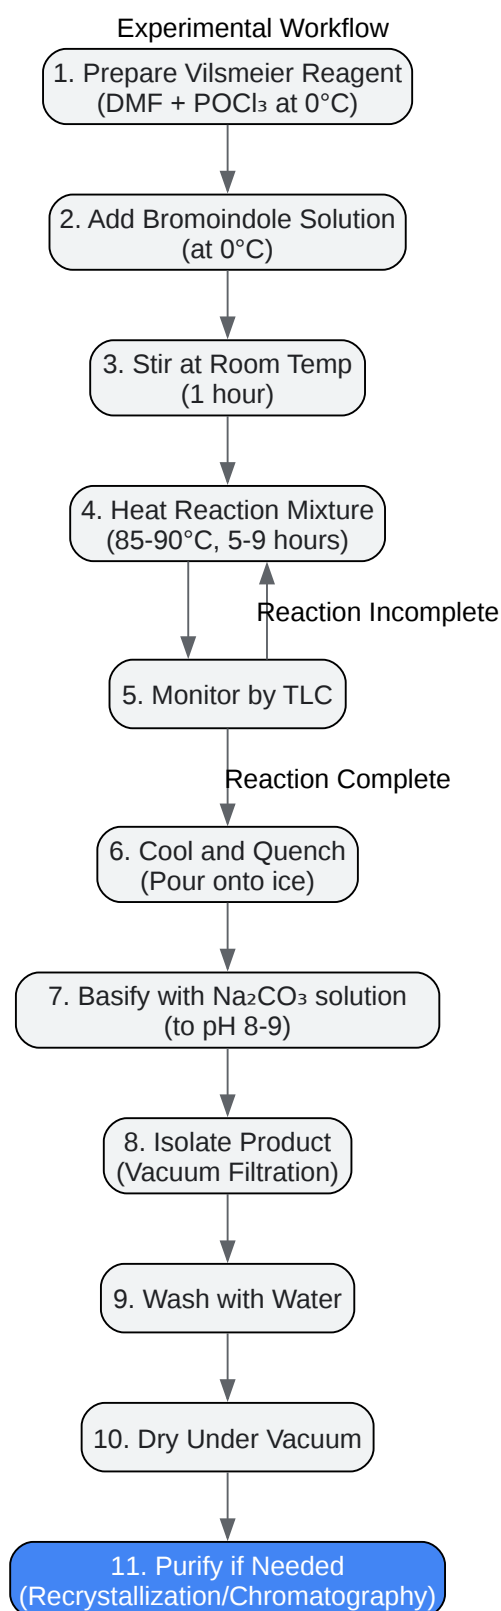 Experimental Workflow
1. Prepare Vilsmeier Reagent
(DMF + POCl₃ at 0°C)
2. Add Bromoindole Solution
(at 0°C)
3. Stir at Room Temp
(1 hour)
4. Heat Reaction Mixture
(85-90°C, 5-9 hours)
Reaction Incomplete
5. Monitor by TLC
Reaction Complete
6. Cool and Quench
(Pour onto ice)
7. Basify with Na₂CO₃ solution
(to pH 8-9)
8. Isolate Product
(Vacuum Filtration)
9. Wash with Water
10. Dry Under Vacuum
11. Purify if Needed
(Recrystallization/Chromatography)